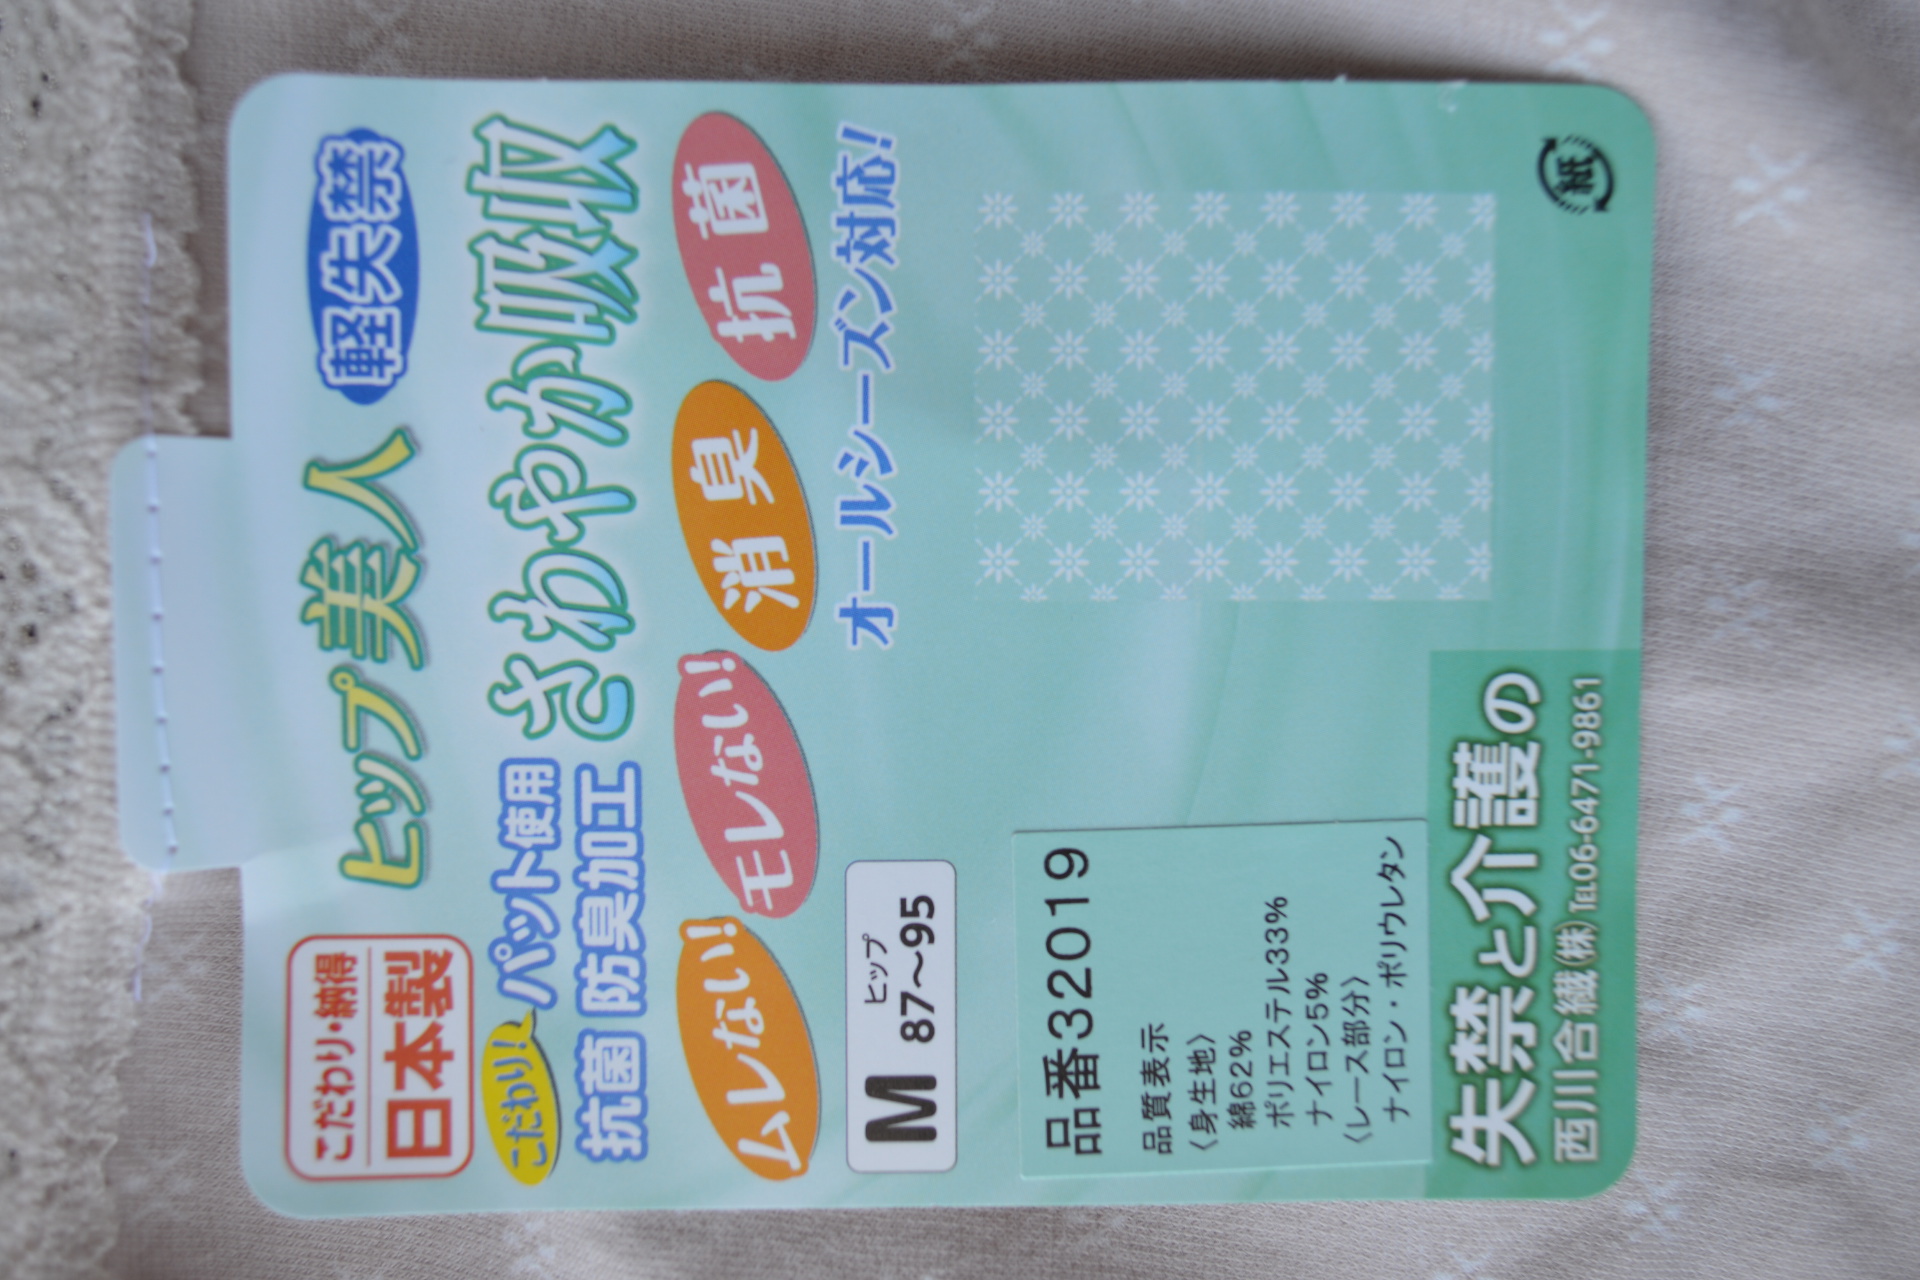 こだわり・納得
日本製
ヒップ美人
軽失禁
こだわり!
パット使用
抗菌 防臭加工
さわやか吸収
ムレない!
モレない!
消臭
抗菌
オールシーズン対応!
M
ヒップ
87〜95
品番32019
品質表示
〈身生地〉
綿62%
ポリエステル33%
ナイロン5%
〈レース部分〉
ナイロン・ポリウレタン
失禁と介護の
西川合繊(株) TEL06-6471-9861
紙